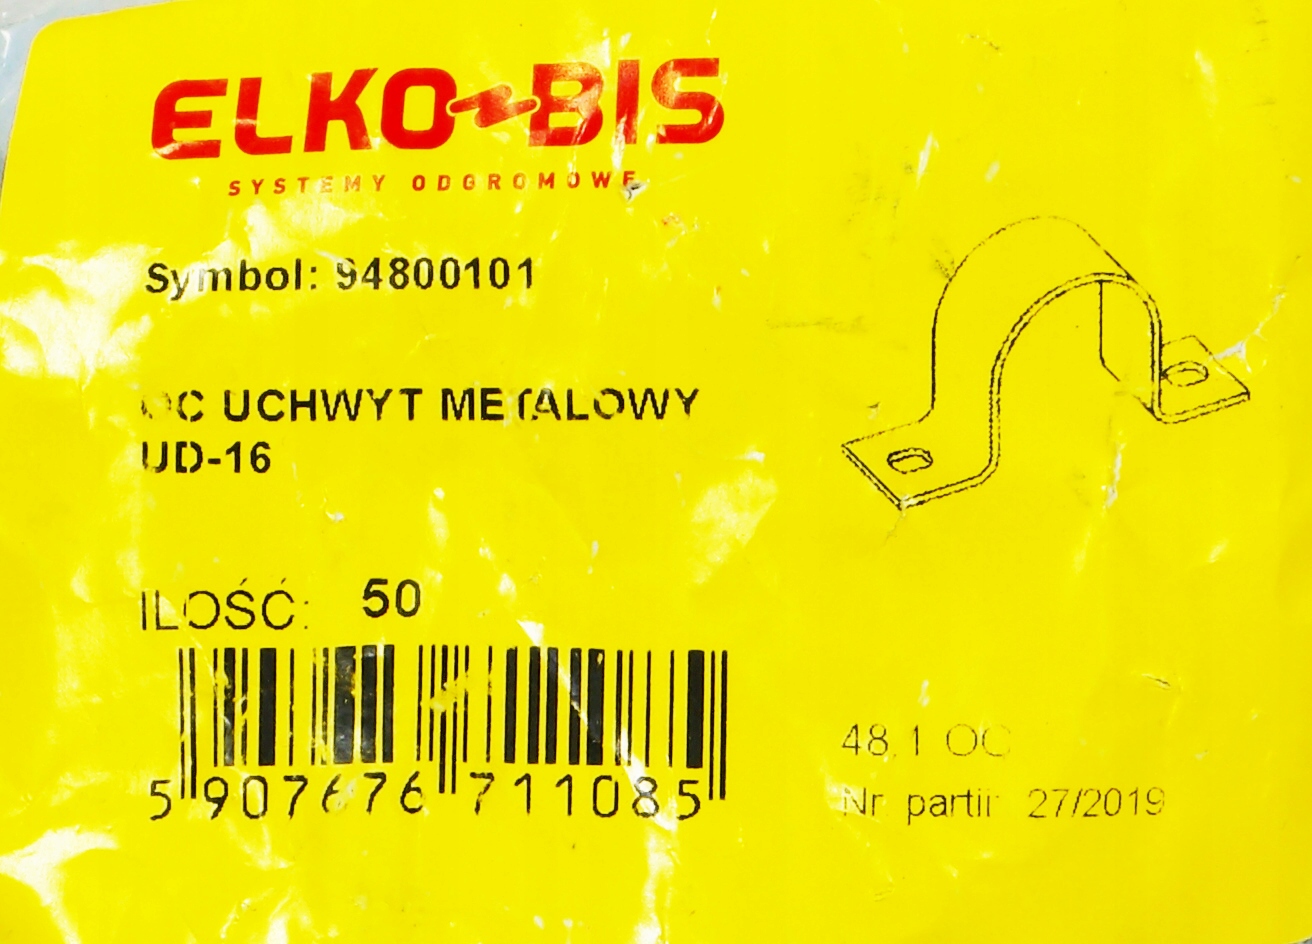 ELKO BIS
SYSTEMY ODGROMOWE
Symbol: 94800101
OC UCHWYT METALOWY
UD-16
ILOŚĆ: 50
5 907676 711085
48.1 OC
Nr partii: 27/2019